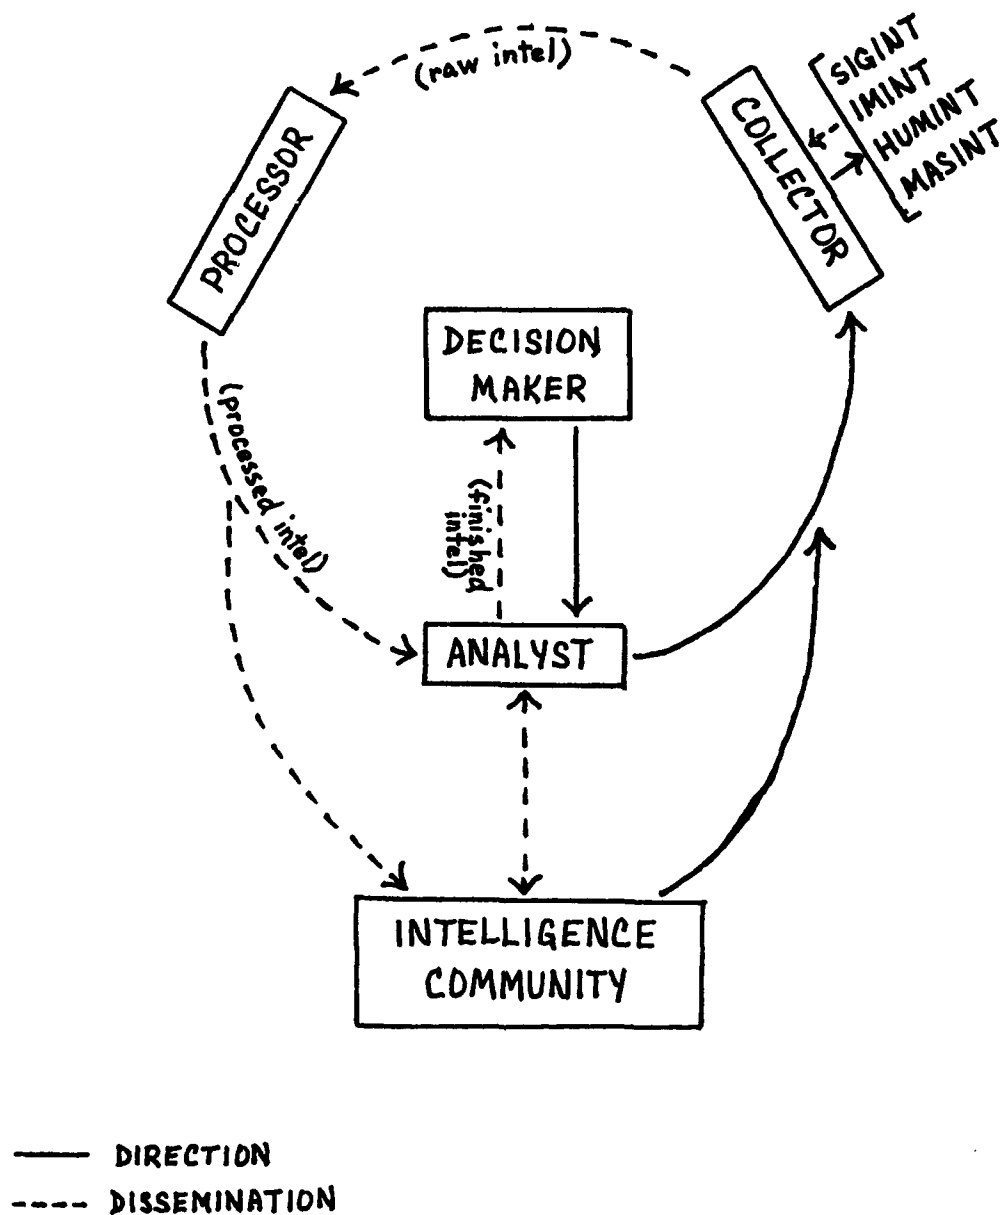 (raw intel)
SIGINT
IMINT
HUMINT
MASINT
COLLECTOR
PROCESSOR
DECISION
MAKER
(processed intel)
(finished
intel)
ANALYST
INTELLIGENCE
COMMUNITY
DIRECTION
DISSEMINATION